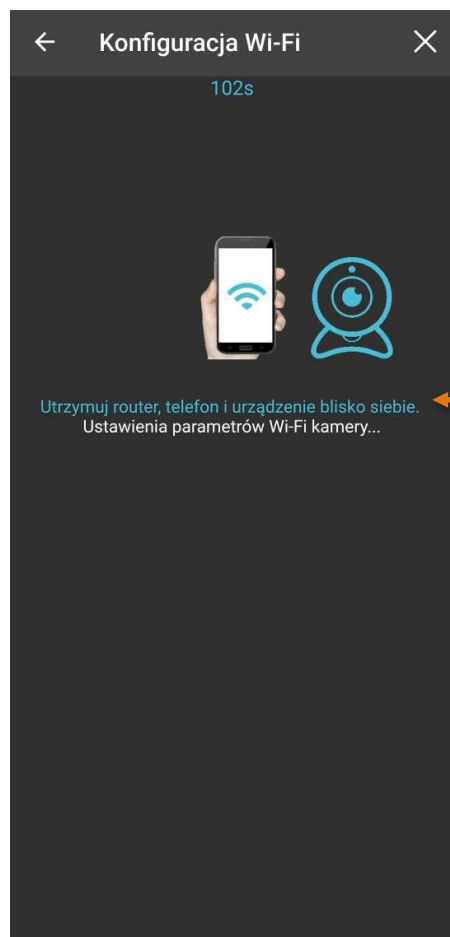 Konfiguracja Wi-Fi
102s
Utrzymuj router, telefon i urządzenie blisko siebie.
Ustawienia parametrów Wi-Fi kamery...